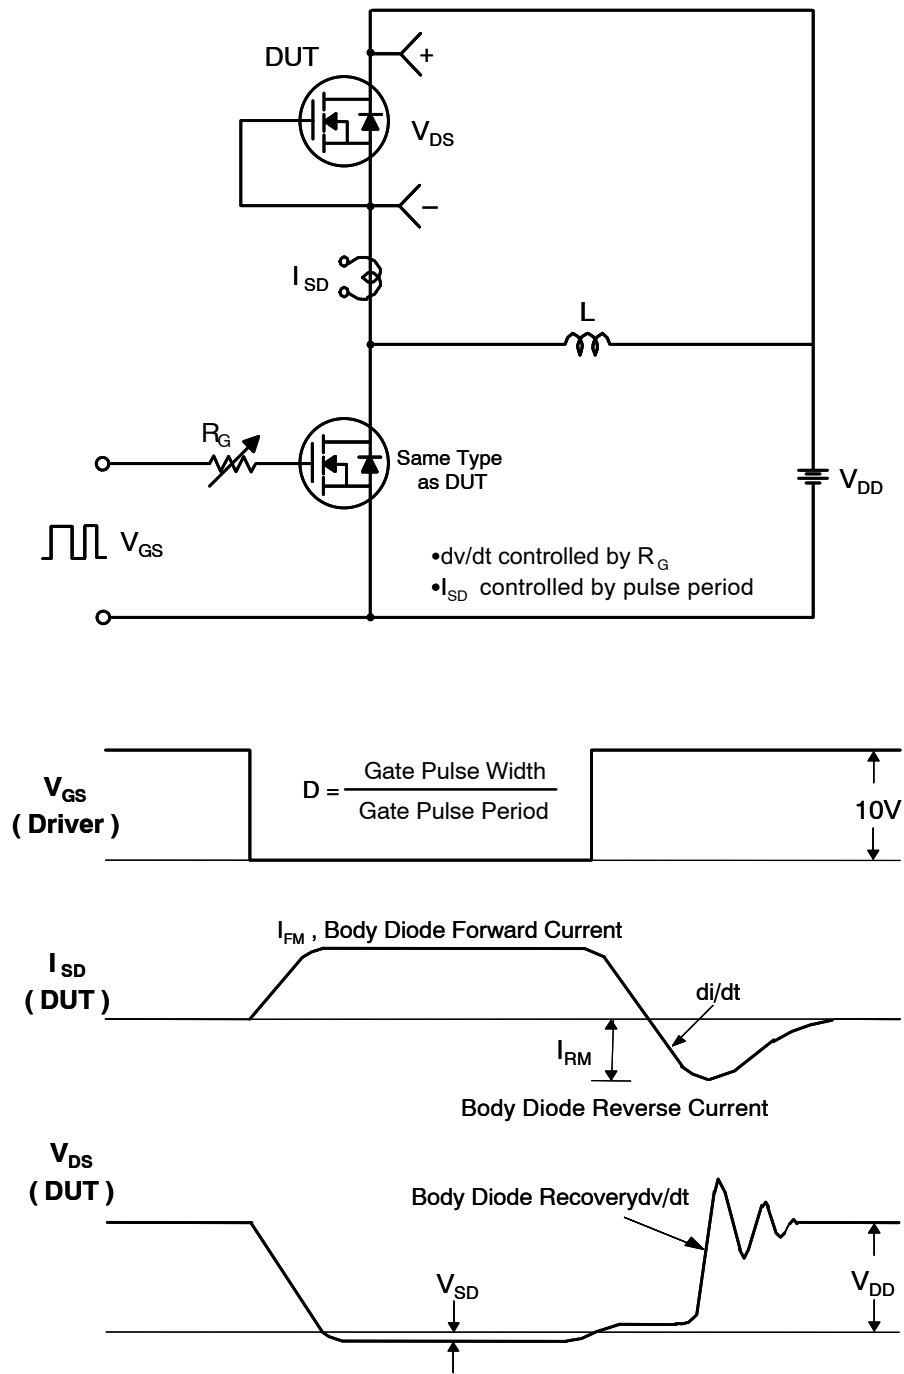 DUT
+
V_DS
−
I_SD
L
R_G
Same Type
as DUT
V_DD
V_GS
•dv/dt controlled by R_G
•I_SD controlled by pulse period
V_GS
( Driver )
D = Gate Pulse Width
Gate Pulse Period
10V
I_FM , Body Diode Forward Current
I_SD
( DUT )
di/dt
I_RM
Body Diode Reverse Current
V_DS
( DUT )
Body Diode Recoverydv/dt
V_SD
V_DD